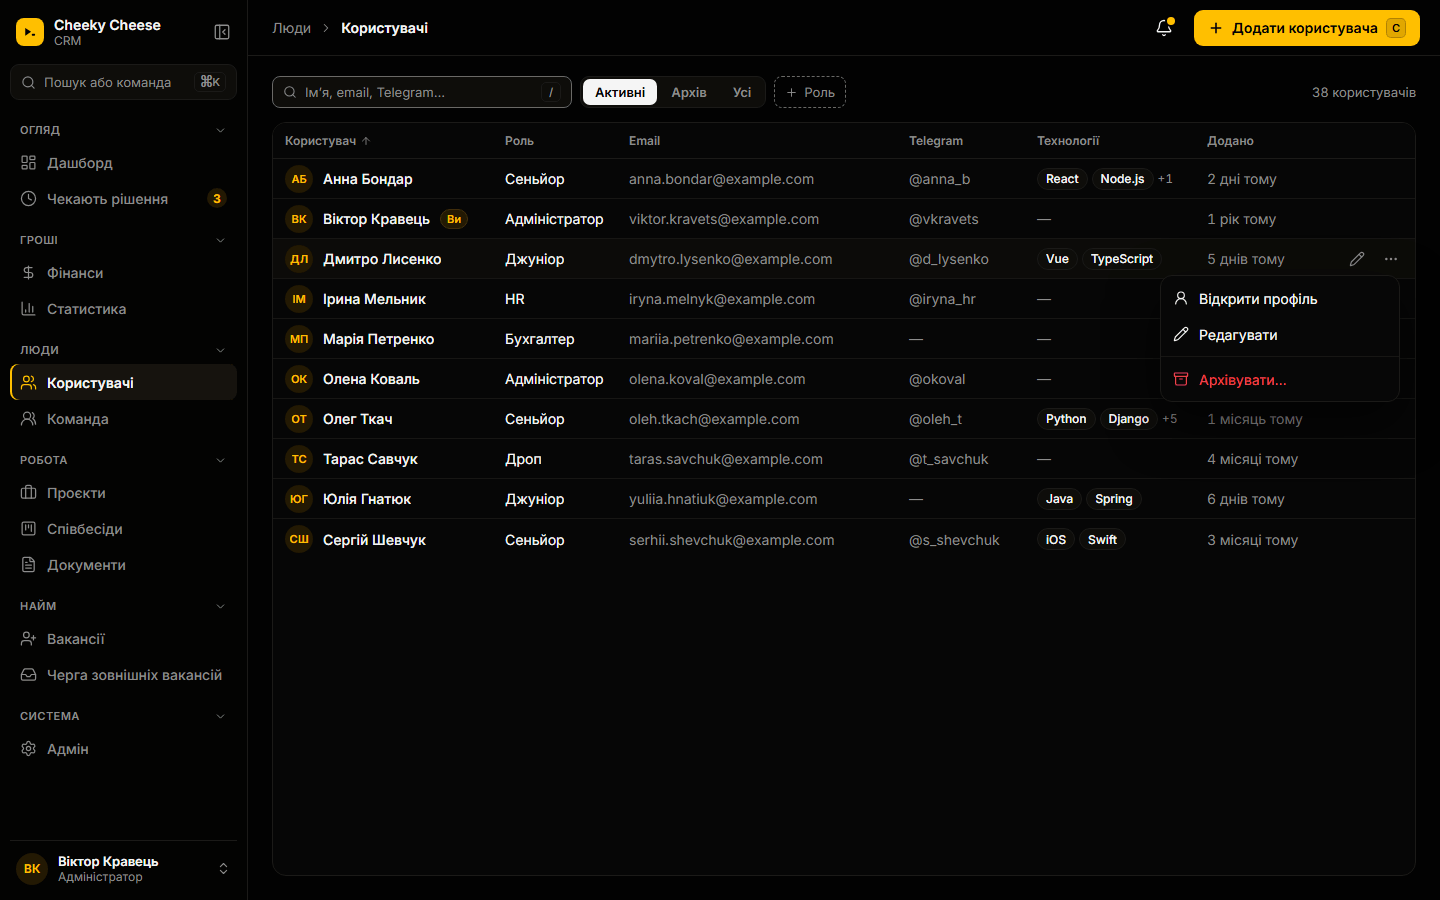 Cheeky Cheese
CRM
Пошук або команда ⌘K
ОГЛЯД
Дашборд
Чекають рішення 3
ГРОШІ
Фінанси
Статистика
ЛЮДИ
Користувачі
Команда
РОБОТА
Проєкти
Співбесіди
Документи
НАЙМ
Вакансії
Черга зовнішніх вакансій
СИСТЕМА
Адмін
ВК Віктор Кравець
Адміністратор
Люди > Користувачі
+ Додати користувача C
Ім'я, email, Telegram... /
Активні Архів Усі + Роль
38 користувачів
Користувач ↑ Роль Email Telegram Технології Додано
АБ Анна Бондар Сеньйор anna.bondar@example.com @anna_b React Node.js +1 2 дні тому
ВК Віктор Кравець Ви Адміністратор viktor.kravets@example.com @vkravets — 1 рік тому
ДЛ Дмитро Лисенко Джуніор dmytro.lysenko@example.com @d_lysenko Vue TypeScript 5 днів тому
ІМ Ірина Мельник HR iryna.melnyk@example.com @iryna_hr —
МП Марія Петренко Бухгалтер mariia.petrenko@example.com — —
ОК Олена Коваль Адміністратор olena.koval@example.com @okoval —
ОТ Олег Ткач Сеньйор oleh.tkach@example.com @oleh_t Python Django +5 1 місяць тому
ТС Тарас Савчук Дроп taras.savchuk@example.com @t_savchuk — 4 місяці тому
ЮГ Юлія Гнатюк Джуніор yuliia.hnatiuk@example.com — Java Spring 6 днів тому
СШ Сергій Шевчук Сеньйор serhii.shevchuk@example.com @s_shevchuk iOS Swift 3 місяці тому
Відкрити профіль
Редагувати
Архівувати...